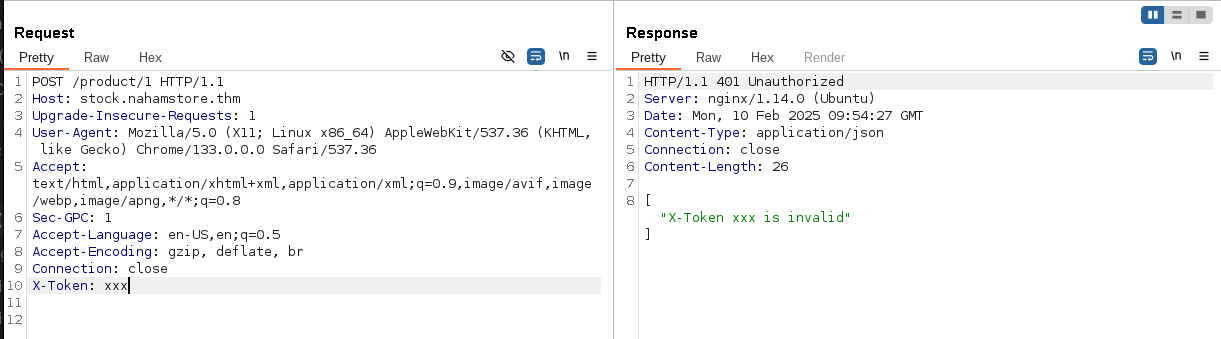 Request
Pretty Raw Hex \n
1 POST /product/1 HTTP/1.1
2 Host: stock.nahamstore.thm
3 Upgrade-Insecure-Requests: 1
4 User-Agent: Mozilla/5.0 (X11; Linux x86_64) AppleWebKit/537.36 (KHTML,
like Gecko) Chrome/133.0.0.0 Safari/537.36
5 Accept:
text/html,application/xhtml+xml,application/xml;q=0.9,image/avif,image
/webp,image/apng,*/*;q=0.8
6 Sec-GPC: 1
7 Accept-Language: en-US,en;q=0.5
8 Accept-Encoding: gzip, deflate, br
9 Connection: close
10 X-Token: xxx
11
12
Response
Pretty Raw Hex Render \n
1 HTTP/1.1 401 Unauthorized
2 Server: nginx/1.14.0 (Ubuntu)
3 Date: Mon, 10 Feb 2025 09:54:27 GMT
4 Content-Type: application/json
5 Connection: close
6 Content-Length: 26
7
8 [
"X-Token xxx is invalid"
]